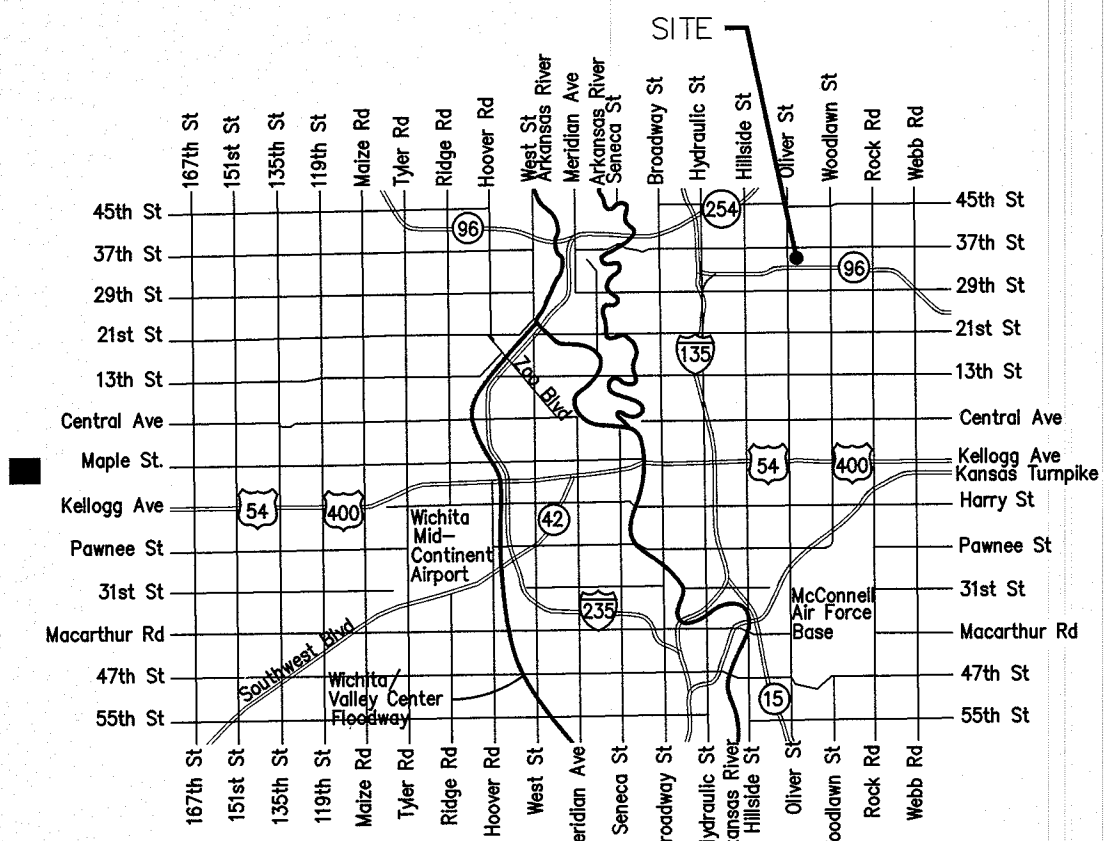 SITE
167th St
151st St
135th St
119th St
Maize Rd
Tyler Rd
Ridge Rd
Hoover Rd
West St
Arkansas River
Meridian Ave
Arkansas River
Seneca St
Broadway St
Hydraulic St
Hillside St
Oliver St
Woodlawn St
Rock Rd
Webb Rd
45th St
254
45th St
96
37th St
37th St
96
29th St
29th St
21st St
21st St
135
Zoo Blvd
13th St
13th St
Central Ave
Central Ave
Maple St.
54
400
Kellogg Ave
Kansas Turnpike
Kellogg Ave
54
400
Harry St
42
Wichita
Mid-
Continent
Airport
Pawnee St
Pawnee St
31st St
31st St
235
McConnell
Air Force
Base
Macarthur Rd
Macarthur Rd
Southwest Blvd
47th St
47th St
Wichita/
Valley Center
Floodway
15
55th St
55th St
167th St
151st St
135th St
119th St
Maize Rd
Tyler Rd
Ridge Rd
Hoover Rd
West St
eridian Ave
Seneca St
roadway St
ydraulic St
kansas River
Hillside St
Oliver St
oodlawn St
Rock Rd
Webb Rd